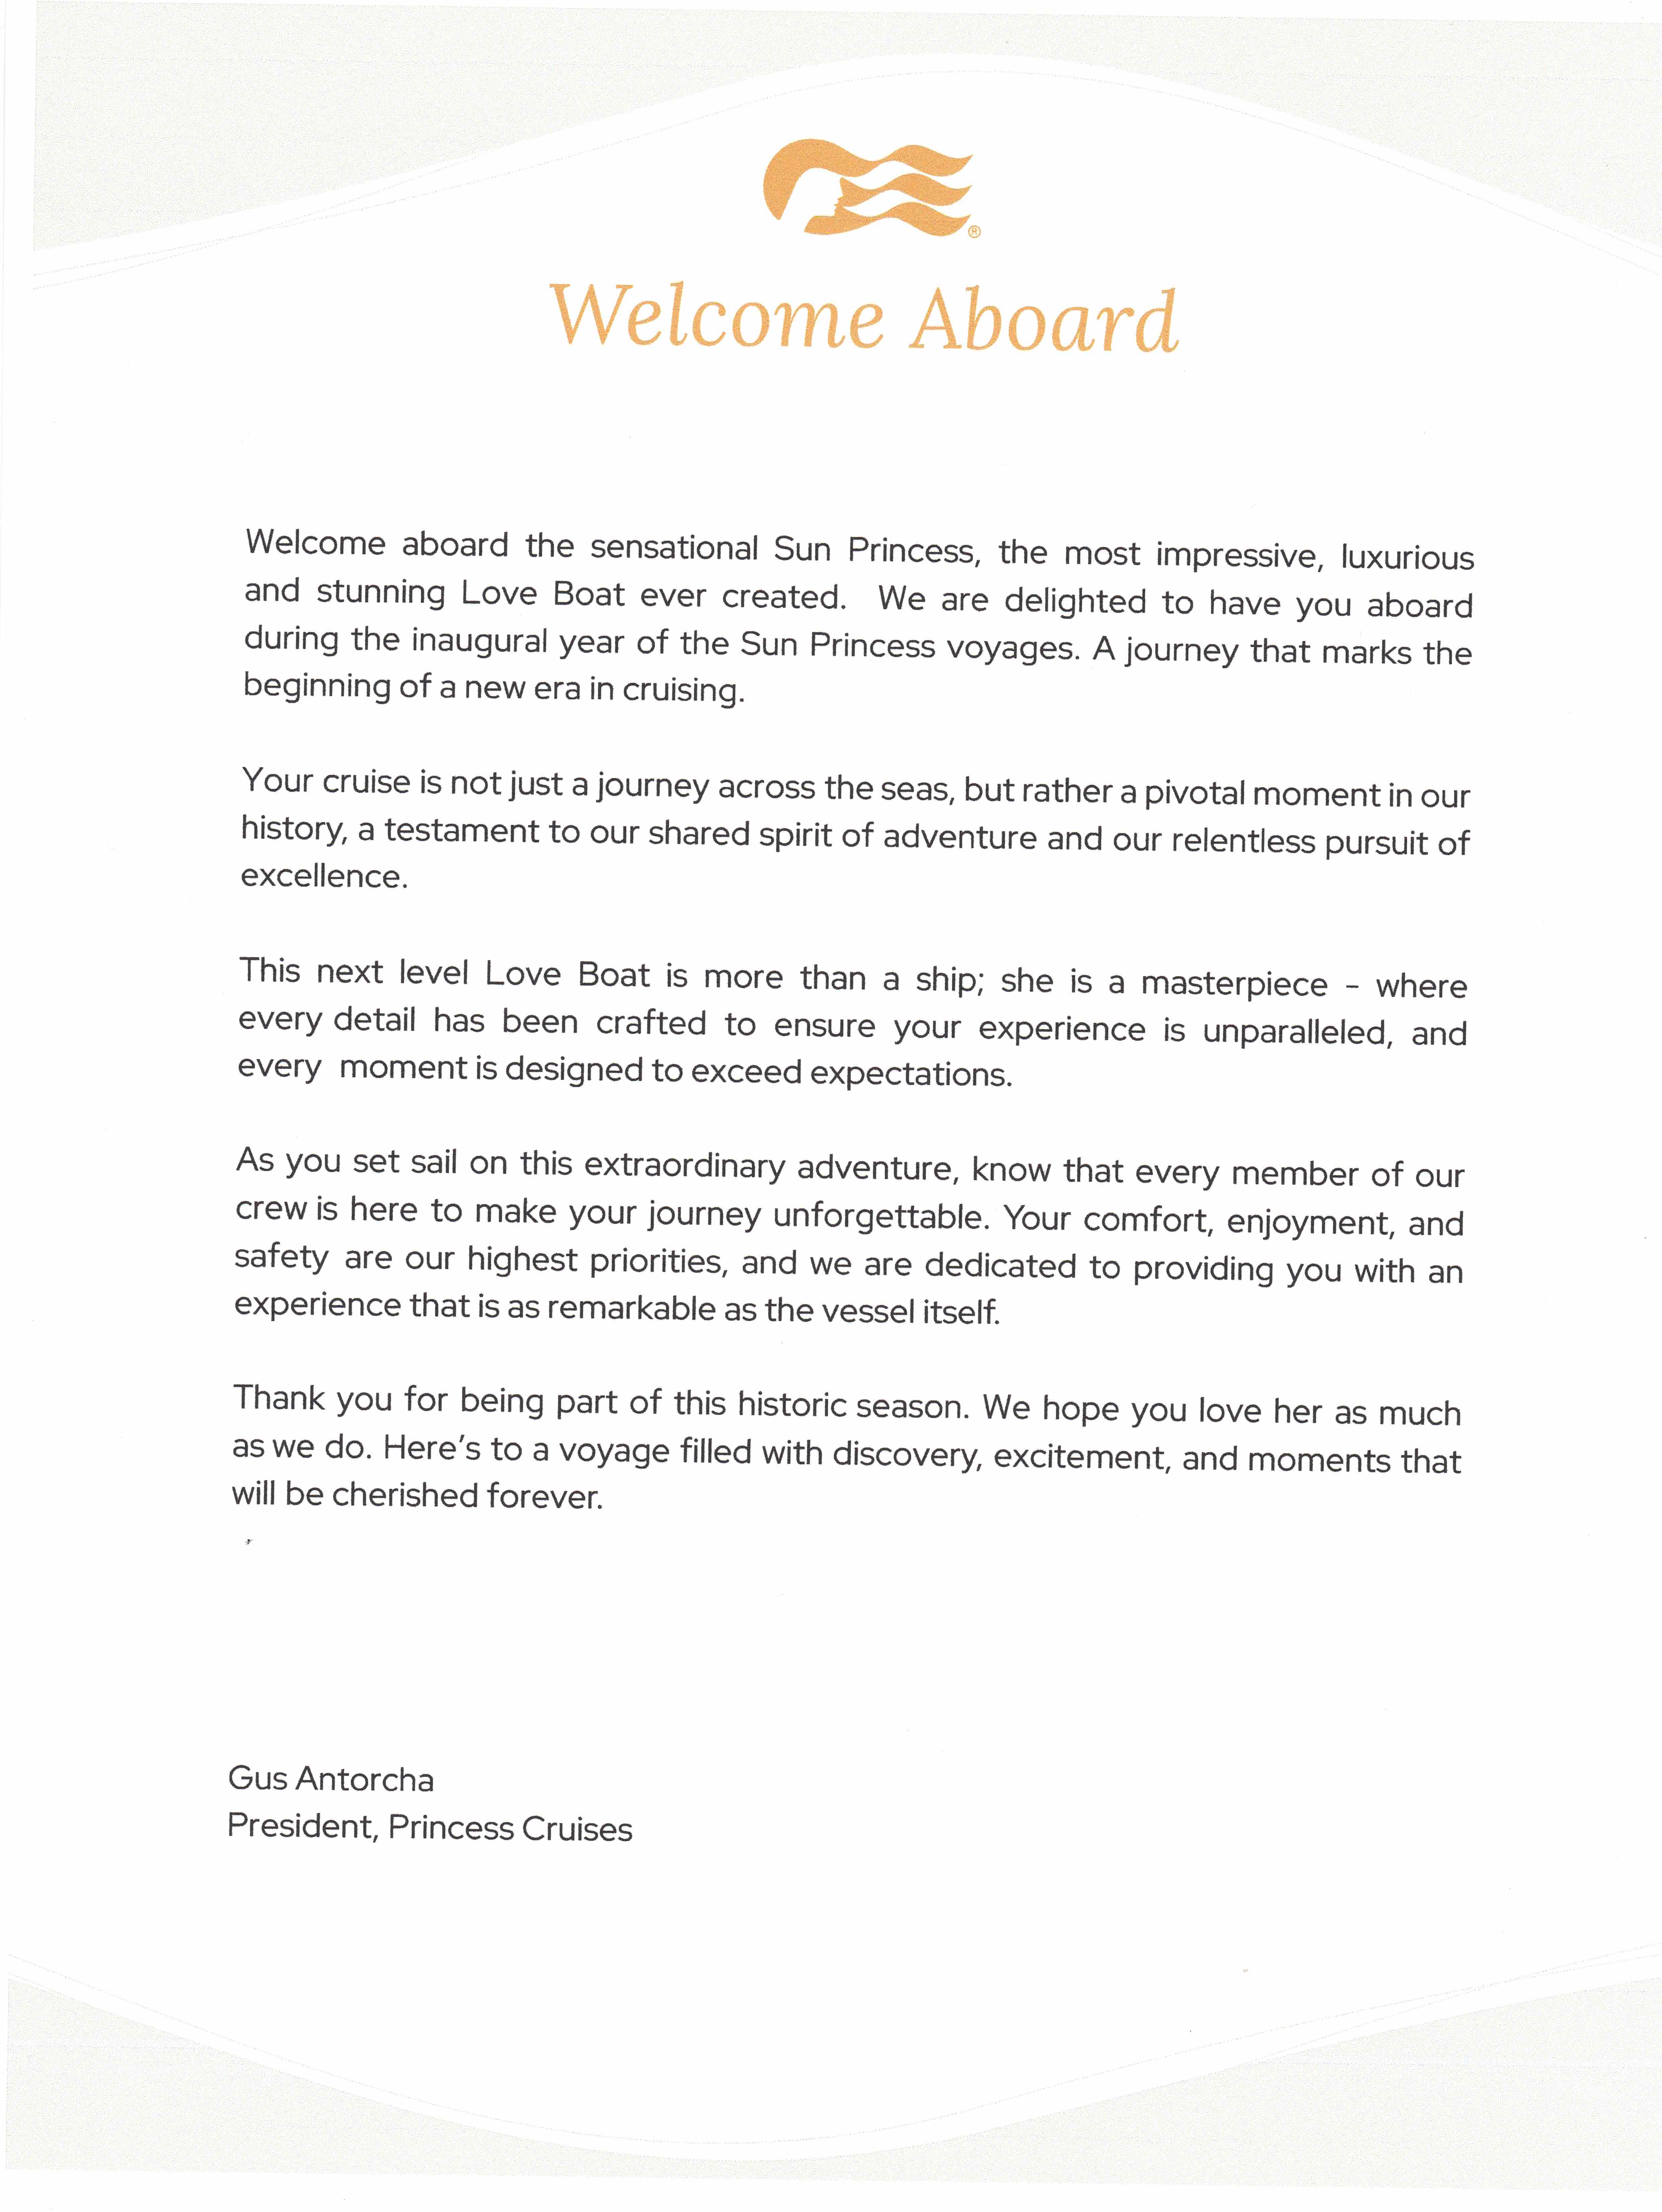 ®
Welcome Aboard
Welcome aboard the sensational Sun Princess, the most impressive, luxurious
and stunning Love Boat ever created. We are delighted to have you aboard
during the inaugural year of the Sun Princess voyages. A journey that marks the
beginning of a new era in cruising.
Your cruise is not just a journey across the seas, but rather a pivotal moment in our
history, a testament to our shared spirit of adventure and our relentless pursuit of
excellence.
This next level Love Boat is more than a ship; she is a masterpiece - where
every detail has been crafted to ensure your experience is unparalleled, and
every moment is designed to exceed expectations.
As you set sail on this extraordinary adventure, know that every member of our
crew is here to make your journey unforgettable. Your comfort, enjoyment, and
safety are our highest priorities, and we are dedicated to providing you with an
experience that is as remarkable as the vessel itself.
Thank you for being part of this historic season. We hope you love her as much
as we do. Here’s to a voyage filled with discovery, excitement, and moments that
will be cherished forever.
Gus Antorcha
President, Princess Cruises